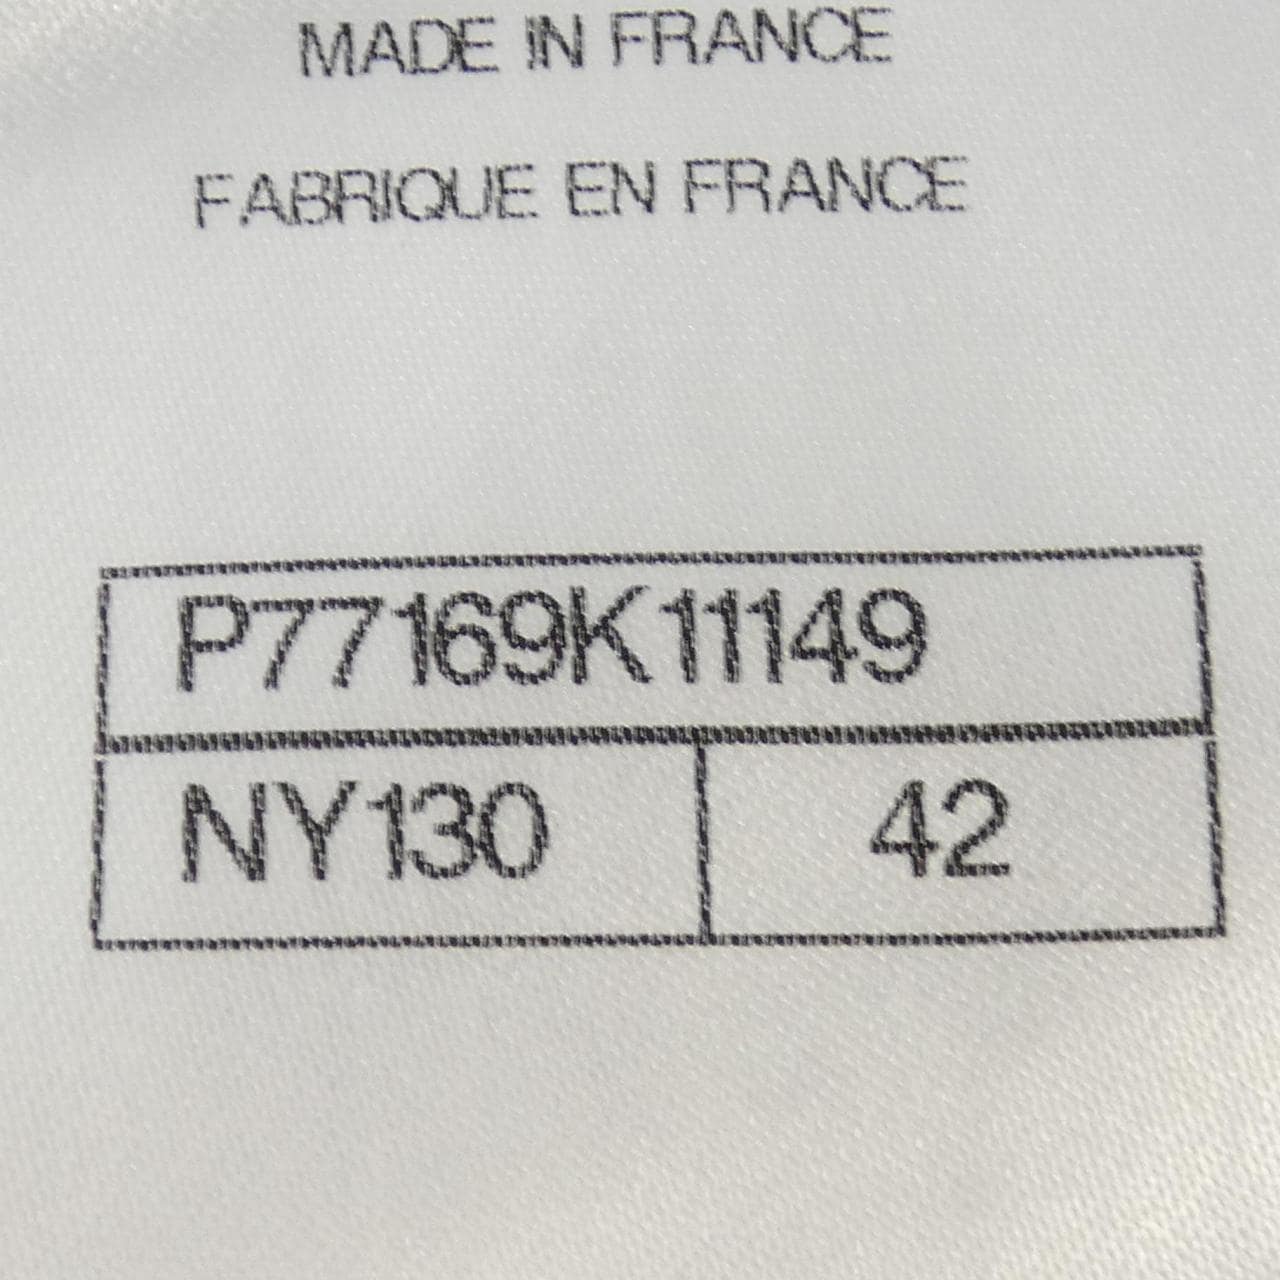 MADE IN FRANCE
FABRIQUE EN FRANCE
P77169K11149
NY130 42